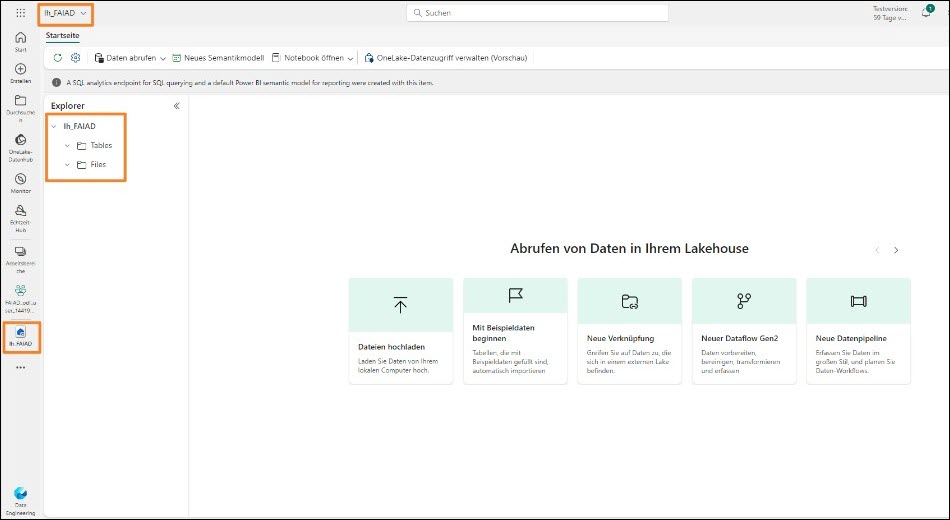 lh_FAIAD
Suchen
Testversion:
59 Tage v...
1
Startseite
Start
Daten abrufen
Neues Semantikmodell
Notebook öffnen
OneLake-Datenzugriff verwalten (Vorschau)
Erstellen
A SQL analytics endpoint for SQL querying and a default Power BI semantic model for reporting were created with this item.
Durchsuche
n
Explorer
lh_FAIAD
Tables
Files
OneLake-
Datenhub
Monitor
Echtzeit-
Hub
Arbeitsberei
che
lh_FAIAD
Data
Engineering
Abrufen von Daten in Ihrem Lakehouse
Dateien hochladen
Laden Sie Daten von Ihrem
lokalen Computer hoch.
Mit Beispieldaten
beginnen
Tabellen, die mit
Beispieldaten gefüllt sind,
automatisch importieren
Neue Verknüpfung
Greifen Sie auf Daten zu, die
sich in einem externen Lake
befinden.
Neuer Dataflow Gen2
Daten vorbereiten,
bereinigen, transformieren
und erfassen
Neue Datenpipeline
Erfassen Sie Daten im
großen Stil, und planen Sie
Daten-Workflows.